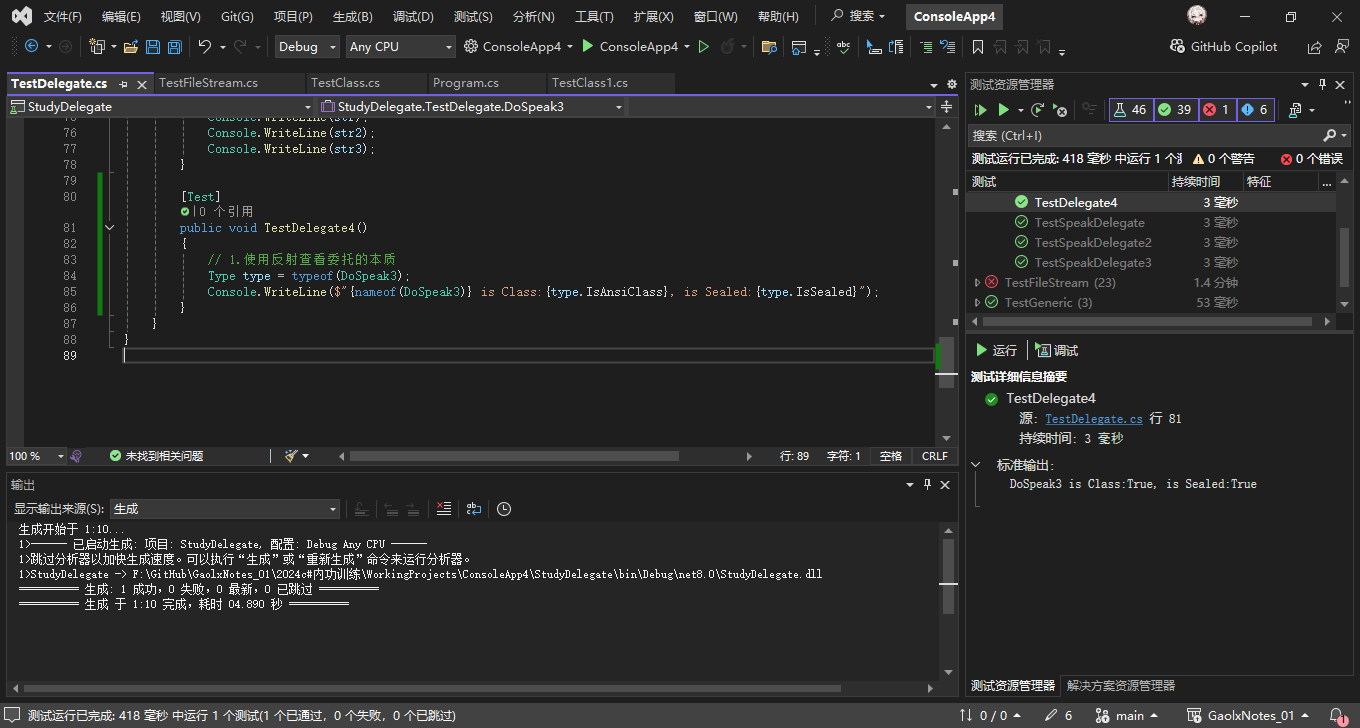 文件(F) 编辑(E) 视图(V) Git(G) 项目(P) 生成(B) 调试(D) 测试(S) 分析(N) 工具(T) 扩展(X) 窗口(W) 帮助(H) 搜索 ConsoleApp4
Debug Any CPU ConsoleApp4 ConsoleApp4 GitHub Copilot
TestDelegate.cs TestFileStream.cs TestClass.cs Program.cs TestClass1.cs
StudyDelegate StudyDelegate.TestDelegate.DoSpeak3
76 Console.WriteLine(str2);
77 Console.WriteLine(str3);
78 }
79
80 [Test]
0 个引用
81 public void TestDelegate4()
82 {
83 // 1.使用反射查看委托的本质
84 Type type = typeof(DoSpeak3);
85 Console.WriteLine($"{nameof(DoSpeak3)} is Class:{type.IsAnsiClass}, is Sealed:{type.IsSealed}");
86 }
87 }
88 }
89
100 % 未找到相关问题 行: 89 字符: 1 空格 CRLF
输出
显示输出来源(S): 生成
生成开始于 1:10...
1>------ 已启动生成: 项目: StudyDelegate, 配置: Debug Any CPU ------
1>跳过分析器以加快生成速度。可以执行“生成”或“重新生成”命令来运行分析器。
1>StudyDelegate -> F:\GitHub\GaolxNotes_01\2024c#内功训练\WorkingProjects\ConsoleApp4\StudyDelegate\bin\Debug\net8.0\StudyDelegate.dll
========== 生成: 1 成功，0 失败，0 最新，0 已跳过 ==========
========== 生成 于 1:10 完成，耗时 04.890 秒 ==========
测试资源管理器
46 39 1 6
搜索 (Ctrl+I)
测试运行已完成: 418 毫秒 中运行 1 个 0 个警告 0 个错误
测试 持续时间 特征 ...
TestDelegate4 3 毫秒
TestSpeakDelegate 3 毫秒
TestSpeakDelegate2 3 毫秒
TestSpeakDelegate3 3 毫秒
TestFileStream (23) 1.4 分钟
TestGeneric (3) 53 毫秒
运行 调试
测试详细信息摘要
TestDelegate4
源: TestDelegate.cs 行 81
持续时间: 3 毫秒
标准输出:
DoSpeak3 is Class:True, is Sealed:True
测试资源管理器 解决方案资源管理器
测试运行已完成: 418 毫秒 中运行 1 个测试(1 个已通过，0 个失败，0 个已跳过) 0 / 0 6 main GaolxNotes_01 1